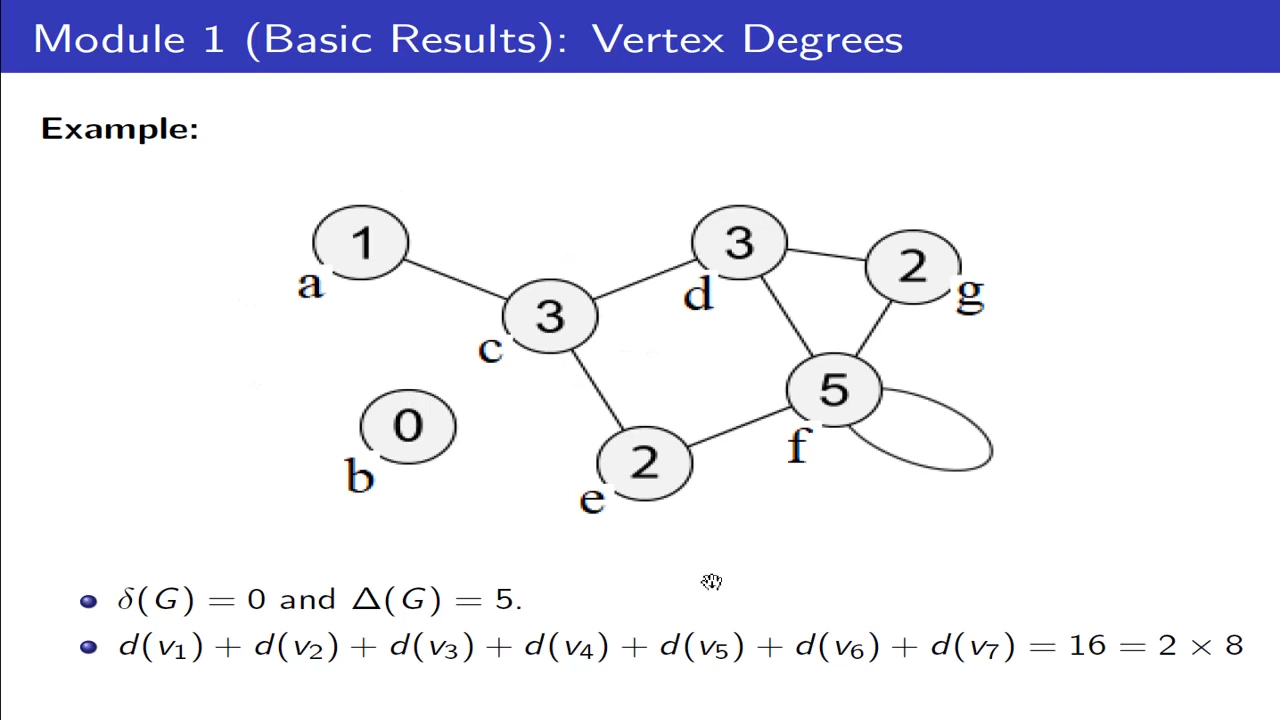 Module 1 (Basic Results): Vertex Degrees
Example:
1
a
3
d
2
g
3
c
5
f
0
b
2
e
δ(G) = 0 and Δ(G) = 5.
d(v₁) + d(v₂) + d(v₃) + d(v₄) + d(v₅) + d(v₆) + d(v₇) = 16 = 2 × 8